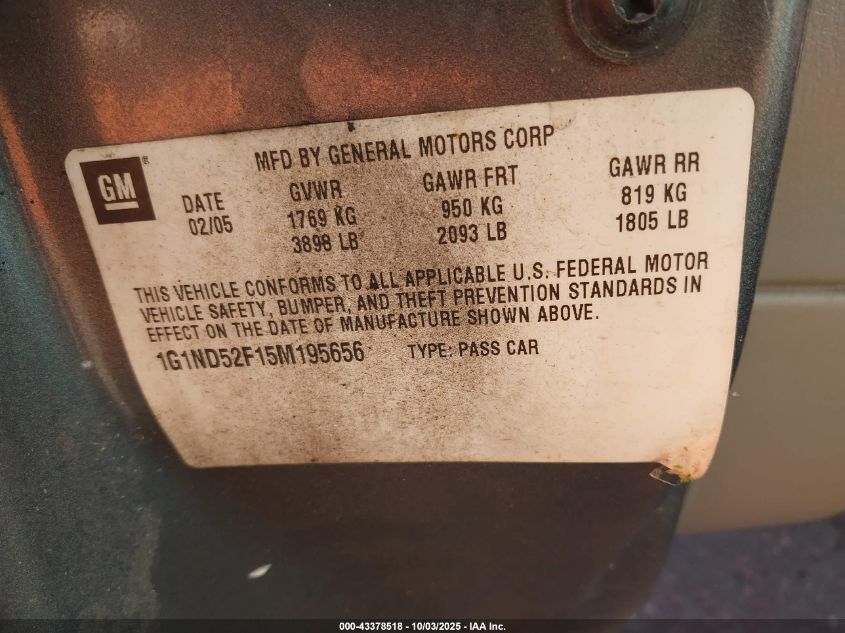 MFD BY GENERAL MOTORS CORP
GM
DATE GVWR GAWR FRT GAWR RR
02/05 1769 KG 950 KG 819 KG
3898 LB 2093 LB 1805 LB
THIS VEHICLE CONFORMS TO ALL APPLICABLE U.S. FEDERAL MOTOR
VEHICLE SAFETY, BUMPER, AND THEFT PREVENTION STANDARDS IN
EFFECT ON THE DATE OF MANUFACTURE SHOWN ABOVE.
1G1ND52F15M195656 TYPE: PASS CAR
000-43378518 - 10/03/2025 - IAA Inc.